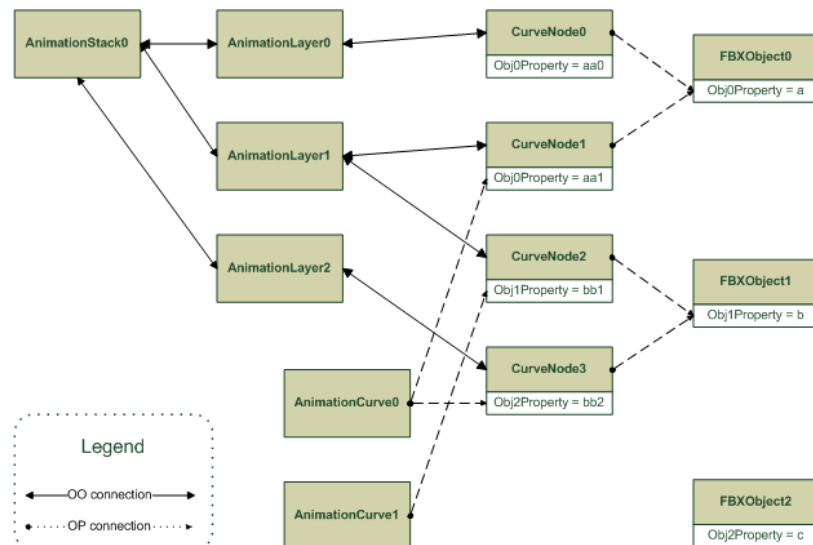 AnimationStack0
AnimationLayer0
CurveNode0
Obj0Property = aa0
FBXObject0
Obj0Property = a
AnimationLayer1
CurveNode1
Obj0Property = aa1
AnimationLayer2
CurveNode2
Obj1Property = bb1
FBXObject1
Obj1Property = b
CurveNode3
Obj2Property = bb2
AnimationCurve0
Legend
OO connection
OP connection
AnimationCurve1
FBXObject2
Obj2Property = c